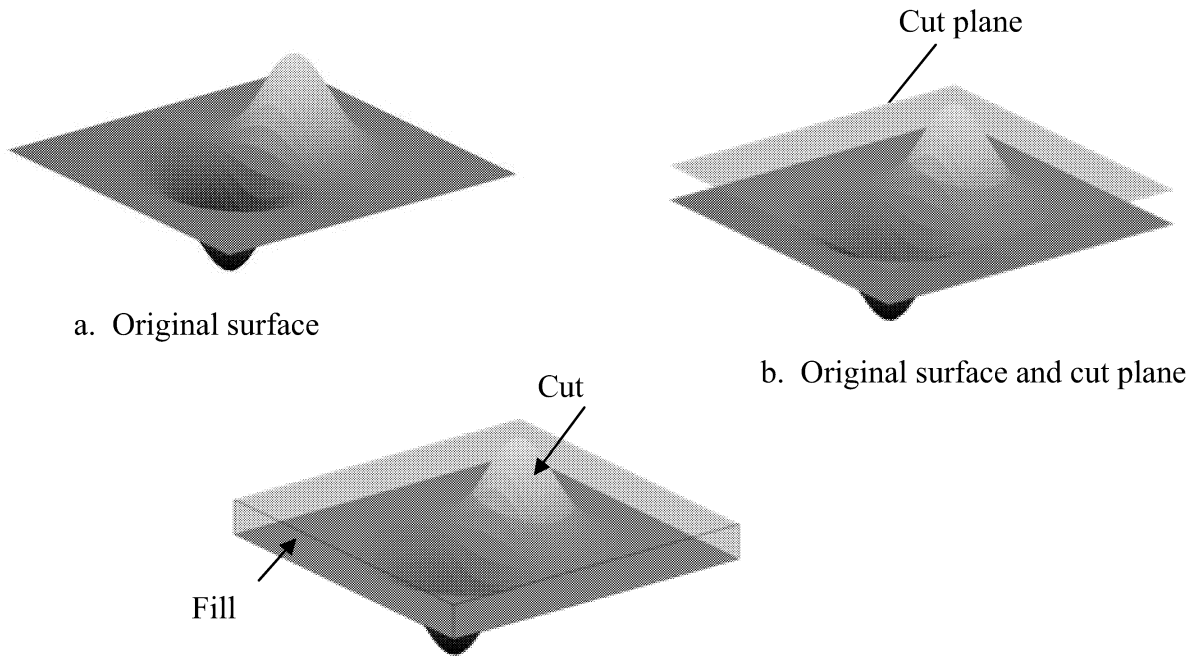 Cut plane
a. Original surface
b. Original surface and cut plane
Cut
Fill